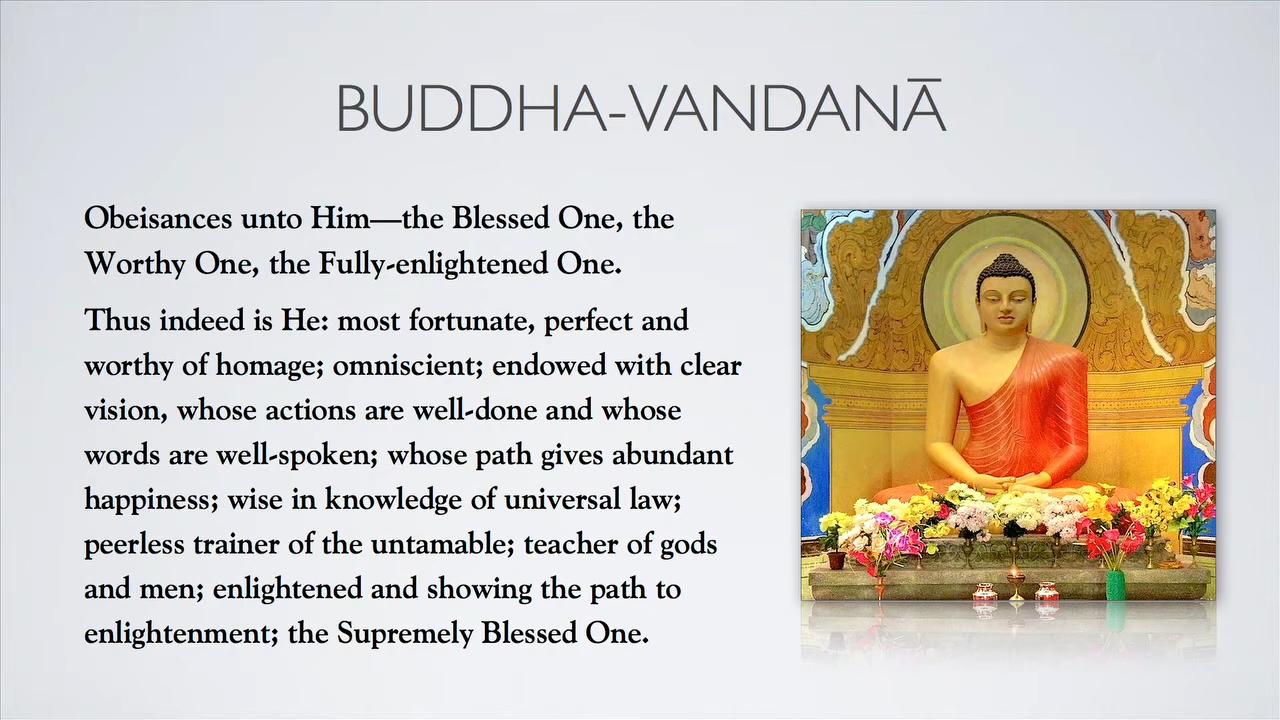 BUDDHA-VANDANĀ
Obeisances unto Him—the Blessed One, the
Worthy One, the Fully-enlightened One.
Thus indeed is He: most fortunate, perfect and
worthy of homage; omniscient; endowed with clear
vision, whose actions are well-done and whose
words are well-spoken; whose path gives abundant
happiness; wise in knowledge of universal law;
peerless trainer of the untamable; teacher of gods
and men; enlightened and showing the path to
enlightenment; the Supremely Blessed One.